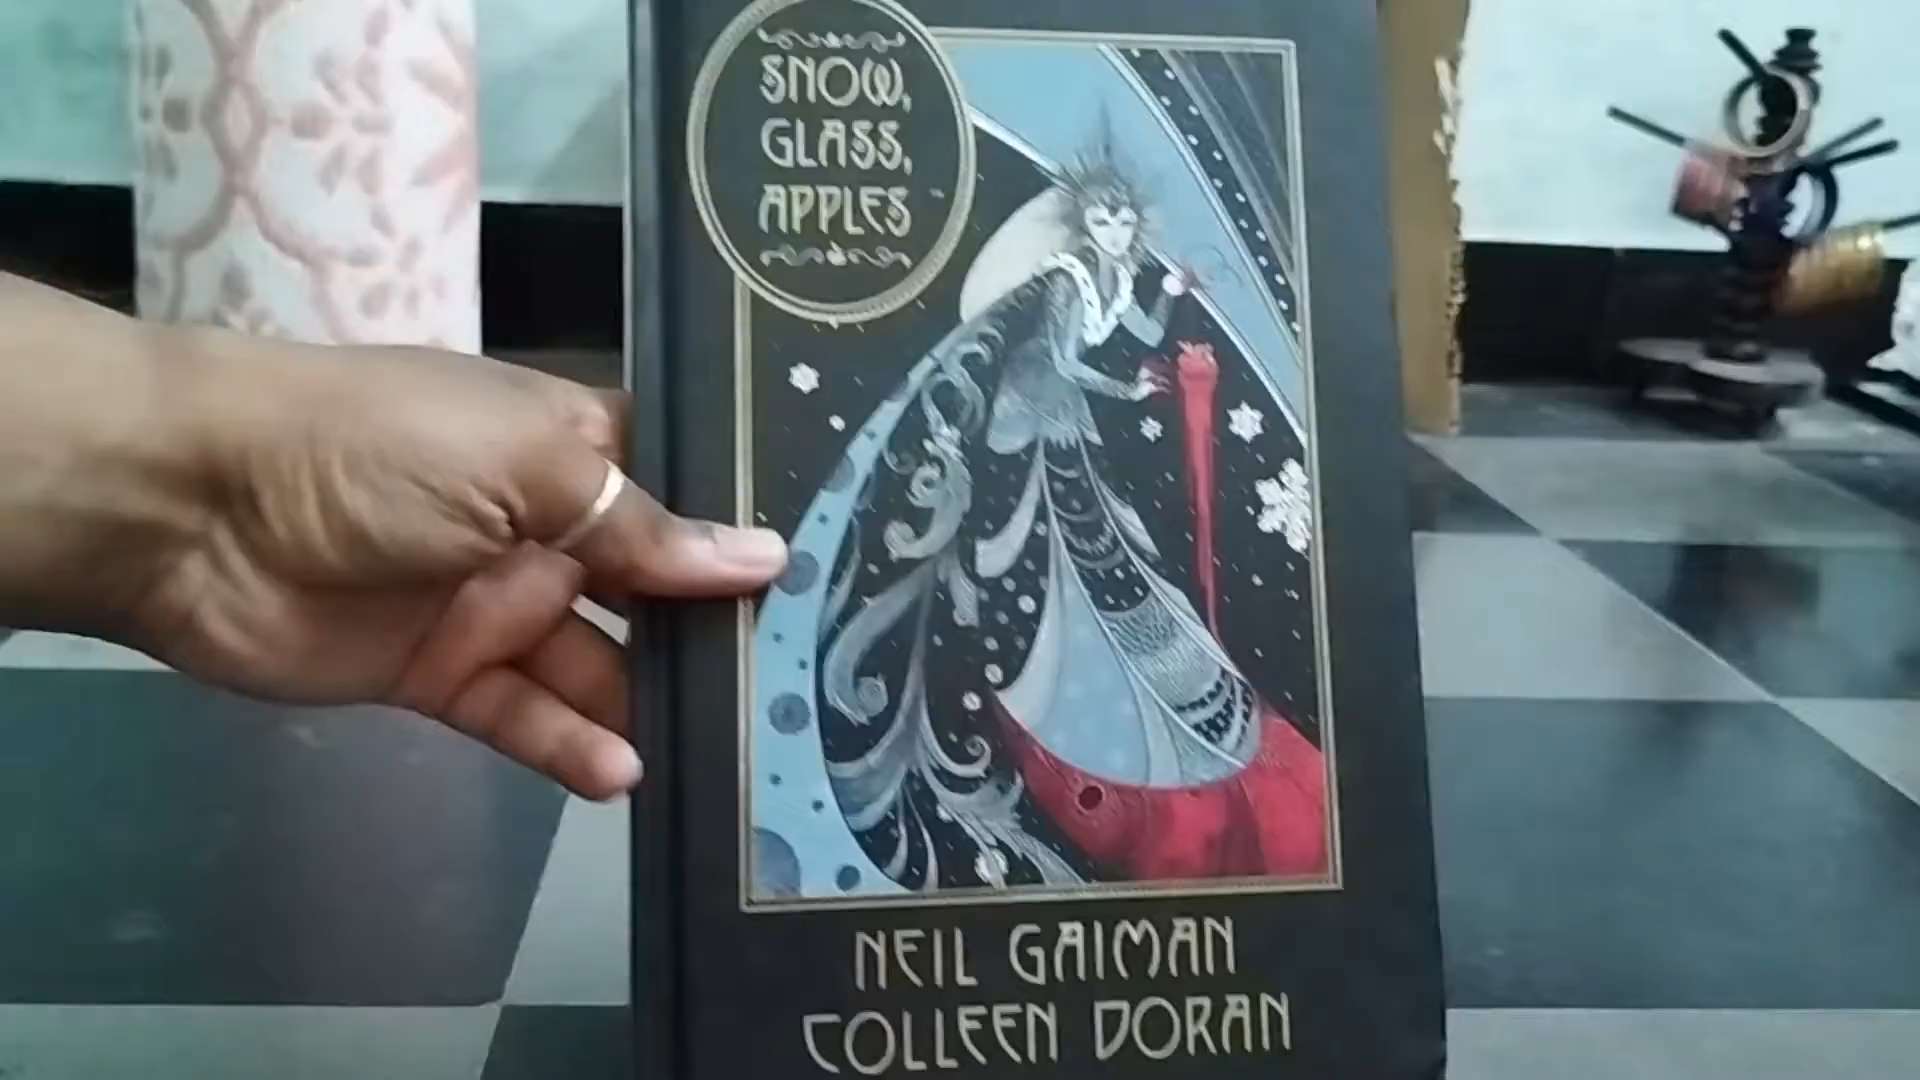 SNOW,
GLASS,
APPLES
NEIL GAIMAN
COLLEEN DORAN